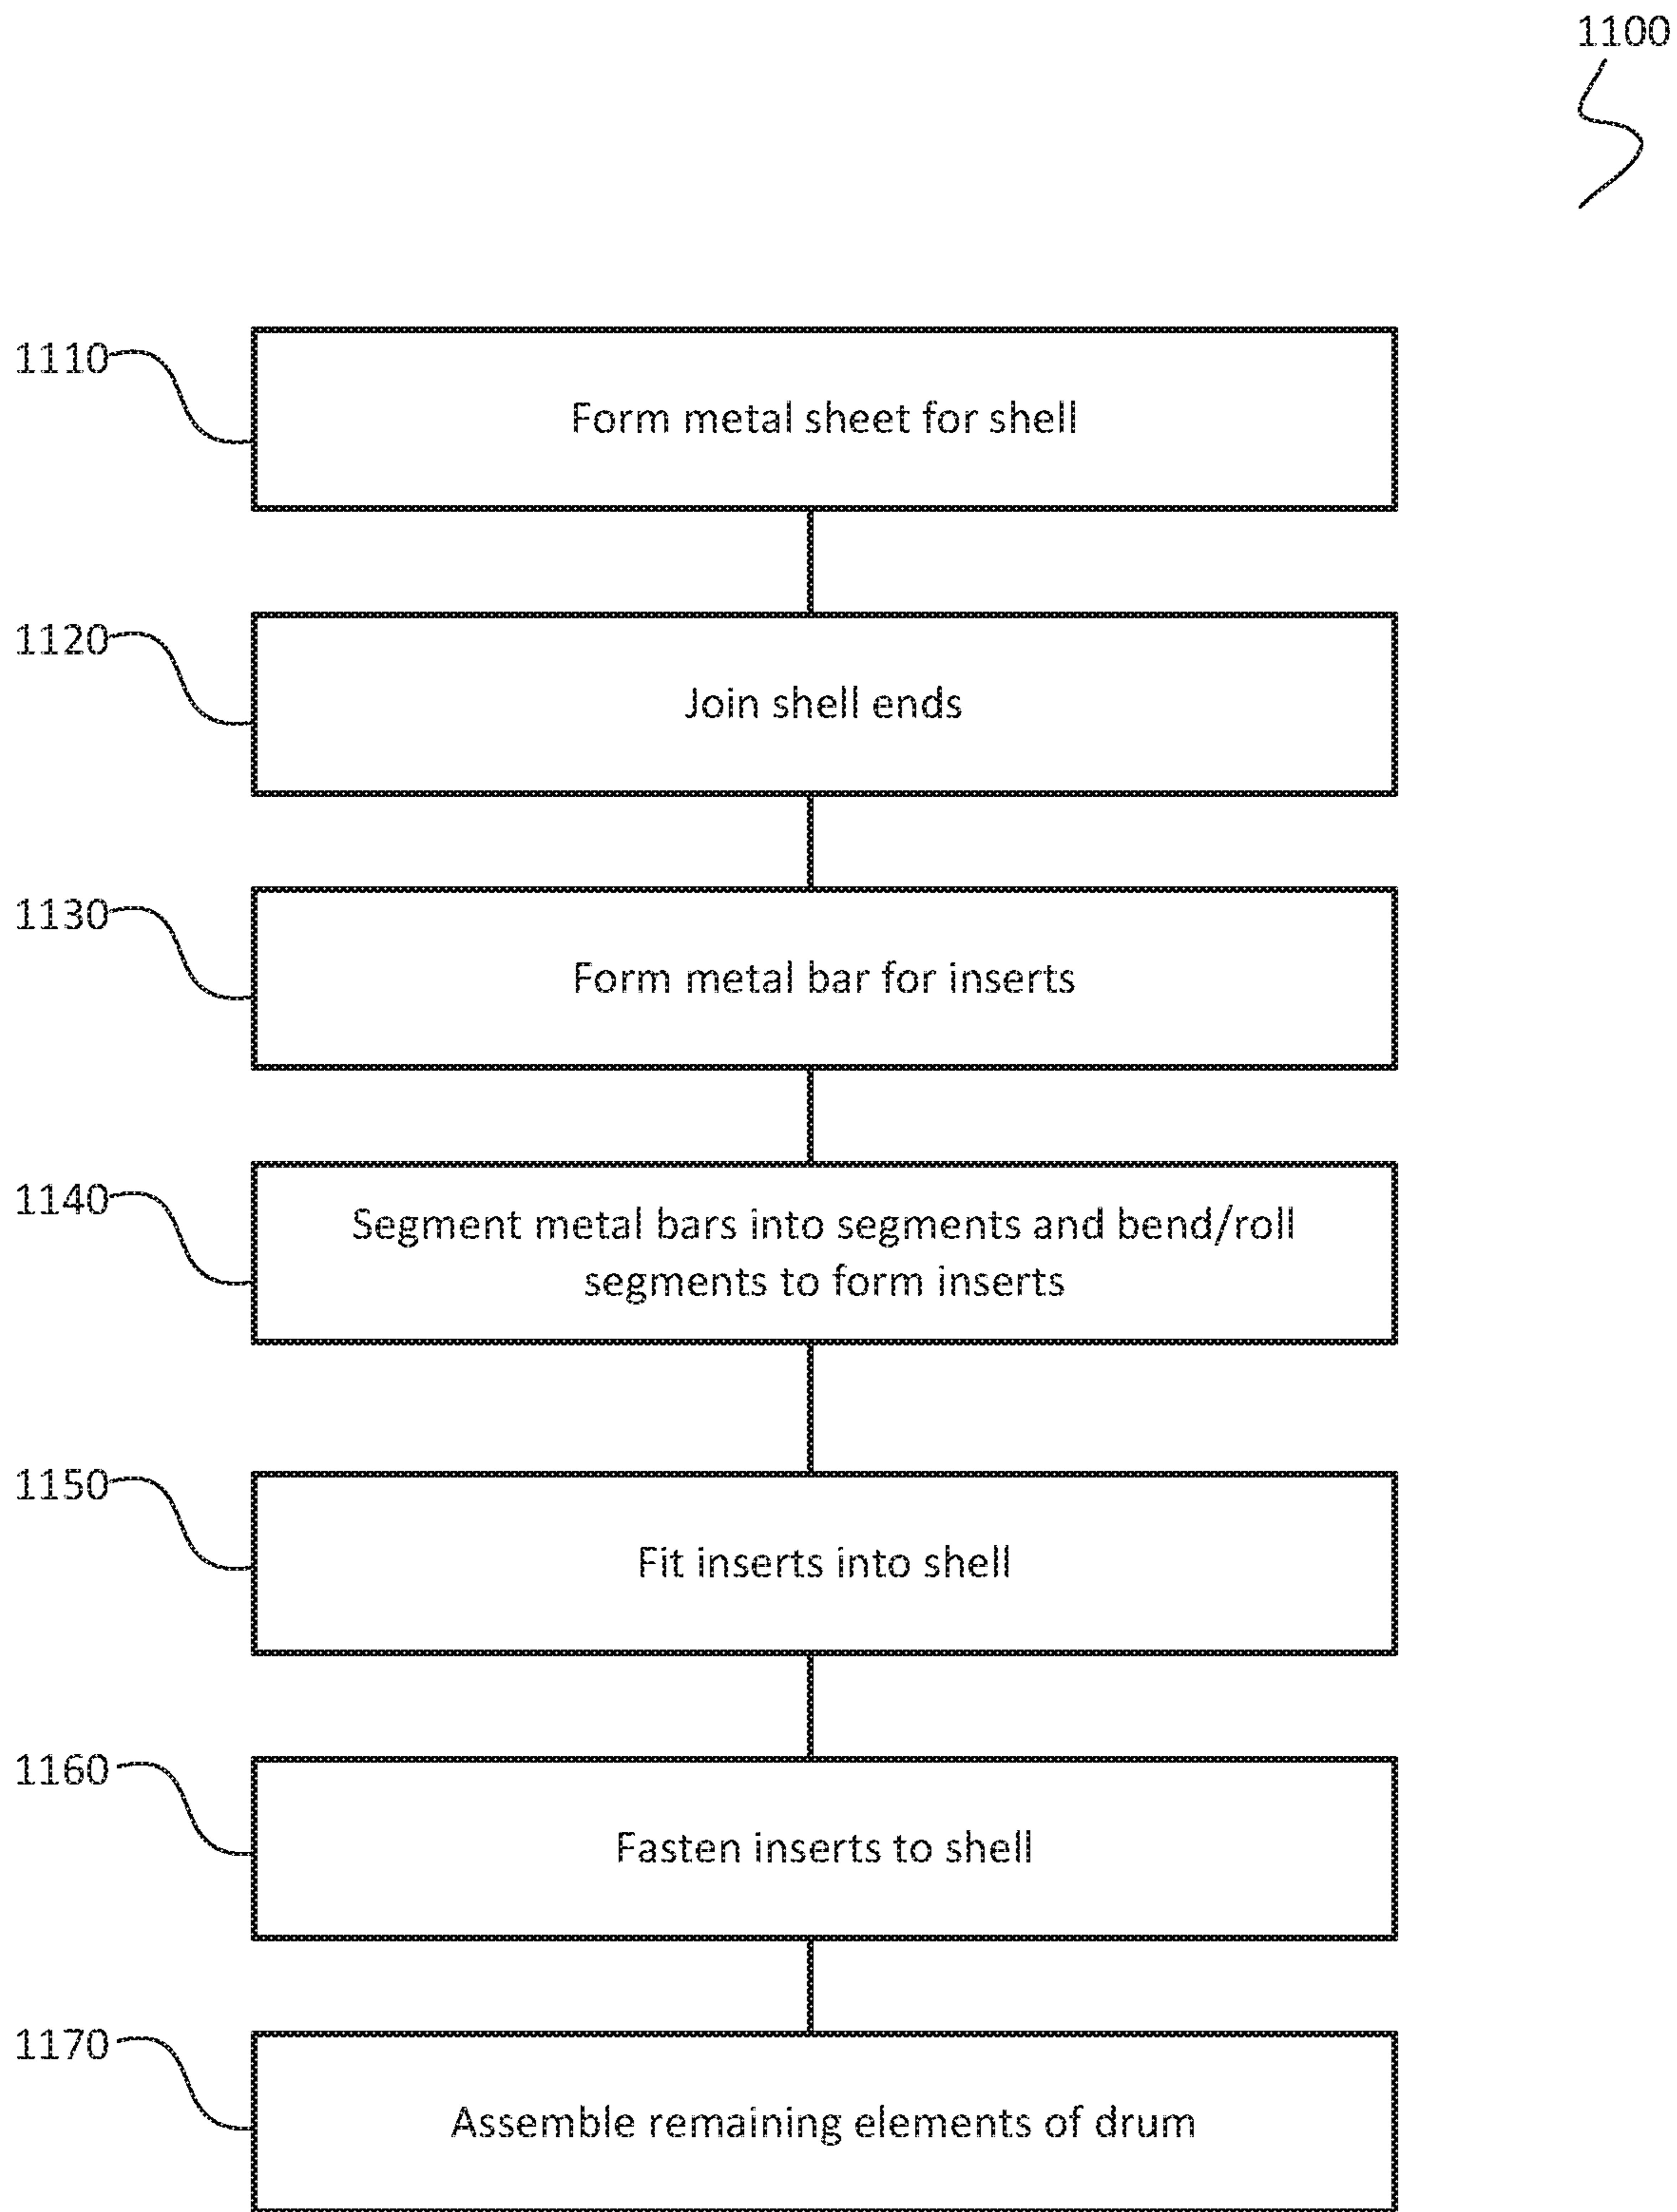 1100
1110
Form metal sheet for shell
1120
Join shell ends
1130
Form metal bar for inserts
1140
Segment metal bars into segments and bend/roll
segments to form inserts
1150
Fit inserts into shell
1160
Fasten inserts to shell
1170
Assemble remaining elements of drum